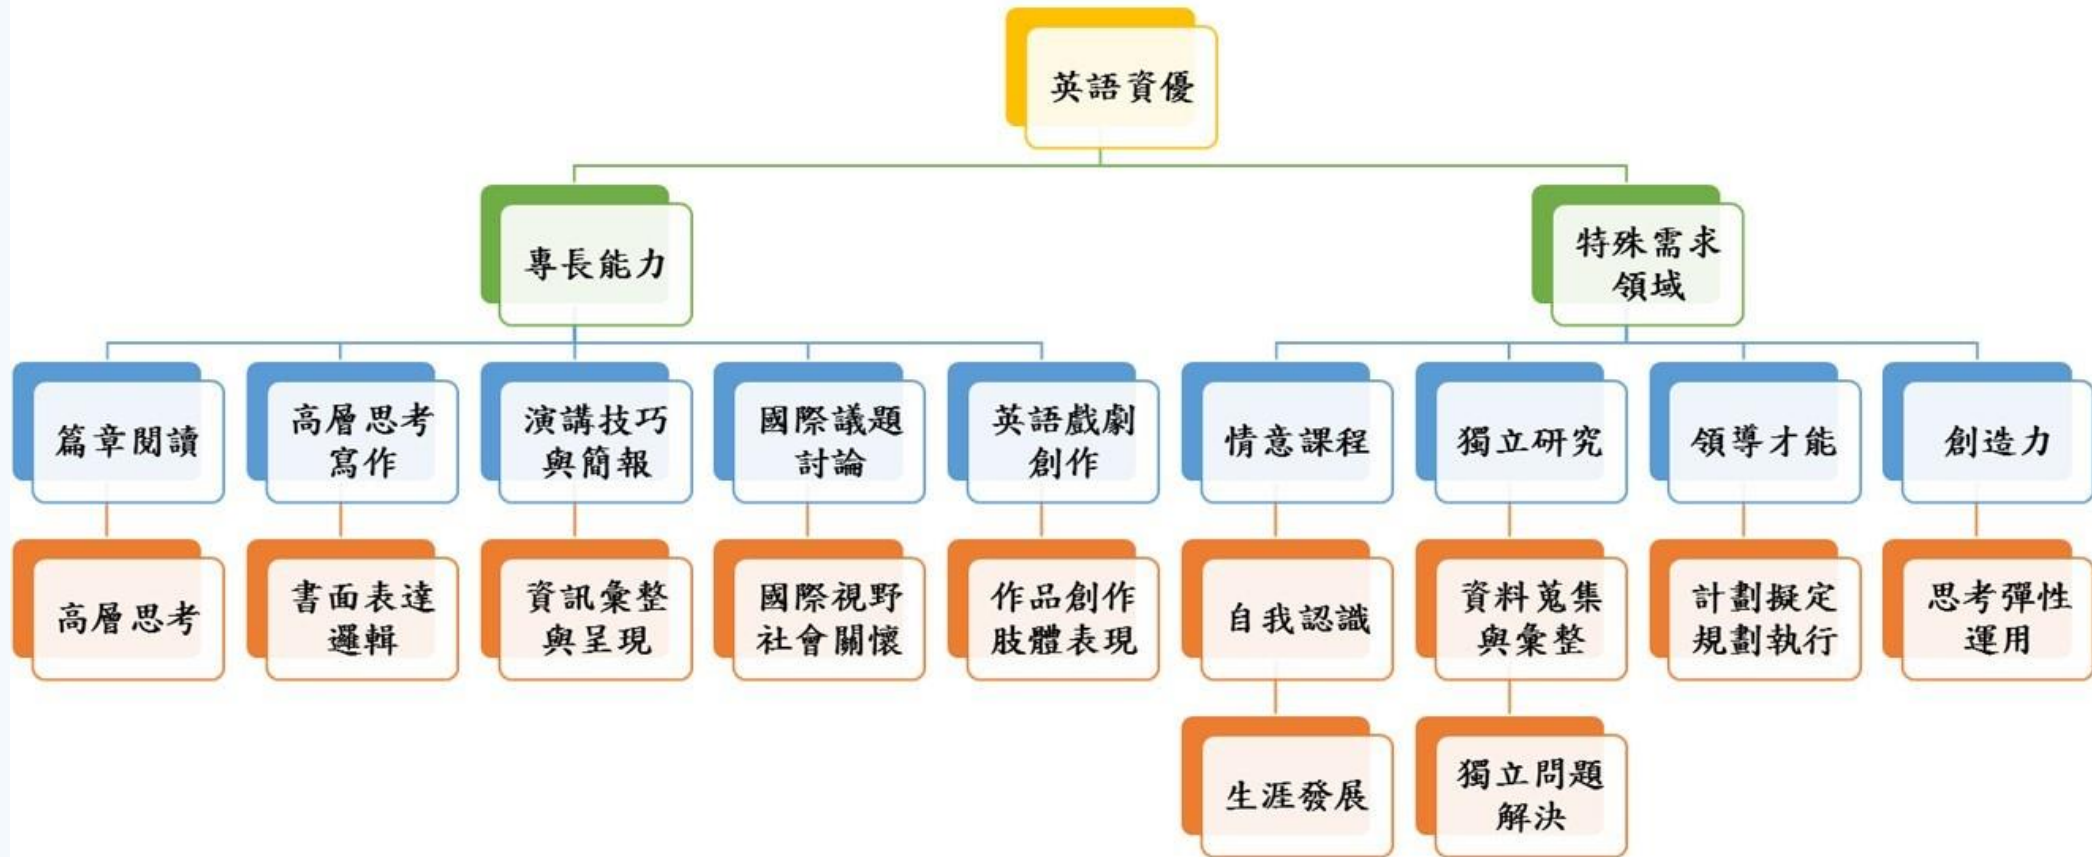 英語資優
專長能力
特殊需求
領域
篇章閱讀
高層思考
寫作
演講技巧
與簡報
國際議題
討論
英語戲劇
創作
情意課程
獨立研究
領導才能
創造力
高層思考
書面表達
邏輯
資訊彙整
與呈現
國際視野
社會關懷
作品創作
肢體表現
自我認識
資料蒐集
與彙整
計劃擬定
規劃執行
思考彈性
運用
生涯發展
獨立問題
解決